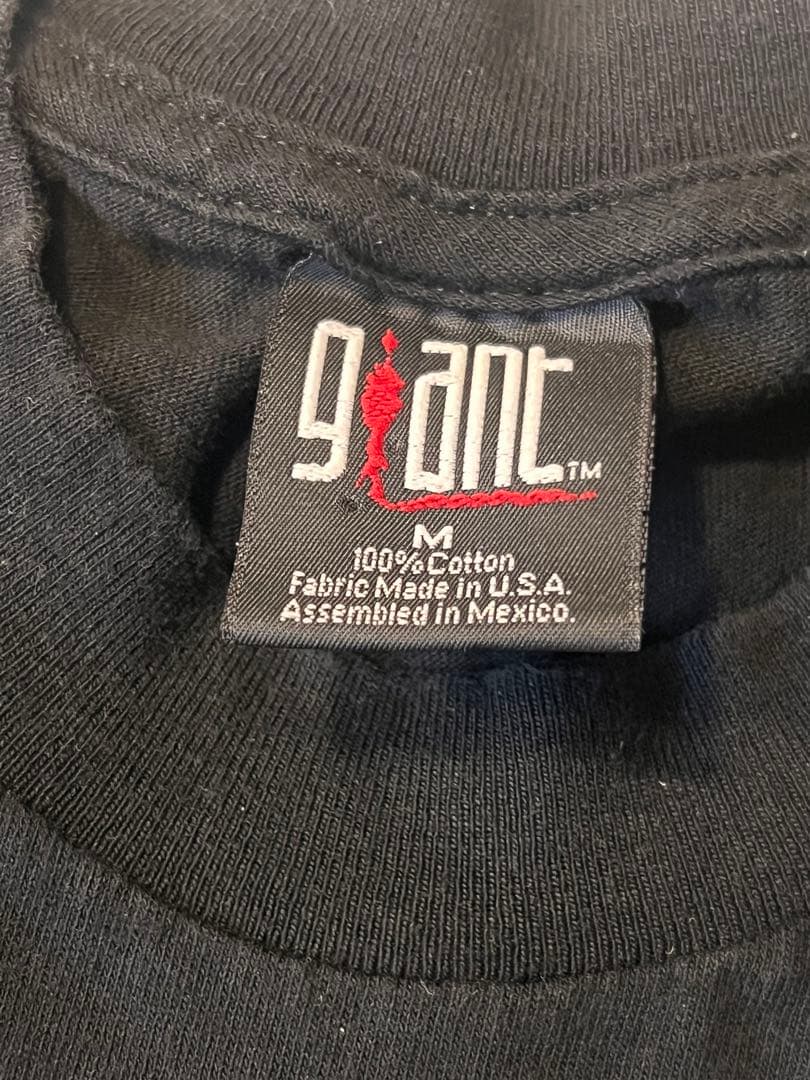 giant™
M
100% Cotton
Fabric Made in U.S.A.
Assembled in Mexico.